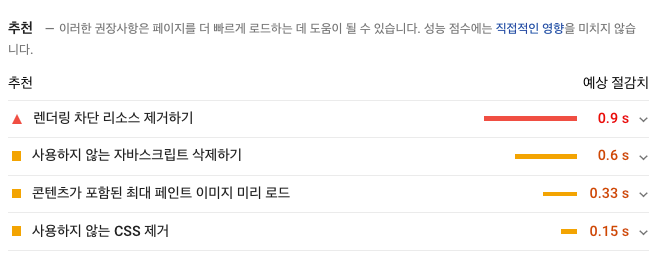 추천 — 이러한 권장사항은 페이지를 더 빠르게 로드하는 데 도움이 될 수 있습니다. 성능 점수에는 직접적인 영향을 미치지 않습
니다.
추천 예상 절감치
렌더링 차단 리소스 제거하기 0.9 s
사용하지 않는 자바스크립트 삭제하기 0.6 s
콘텐츠가 포함된 최대 페인트 이미지 미리 로드 0.33 s
사용하지 않는 CSS 제거 0.15 s